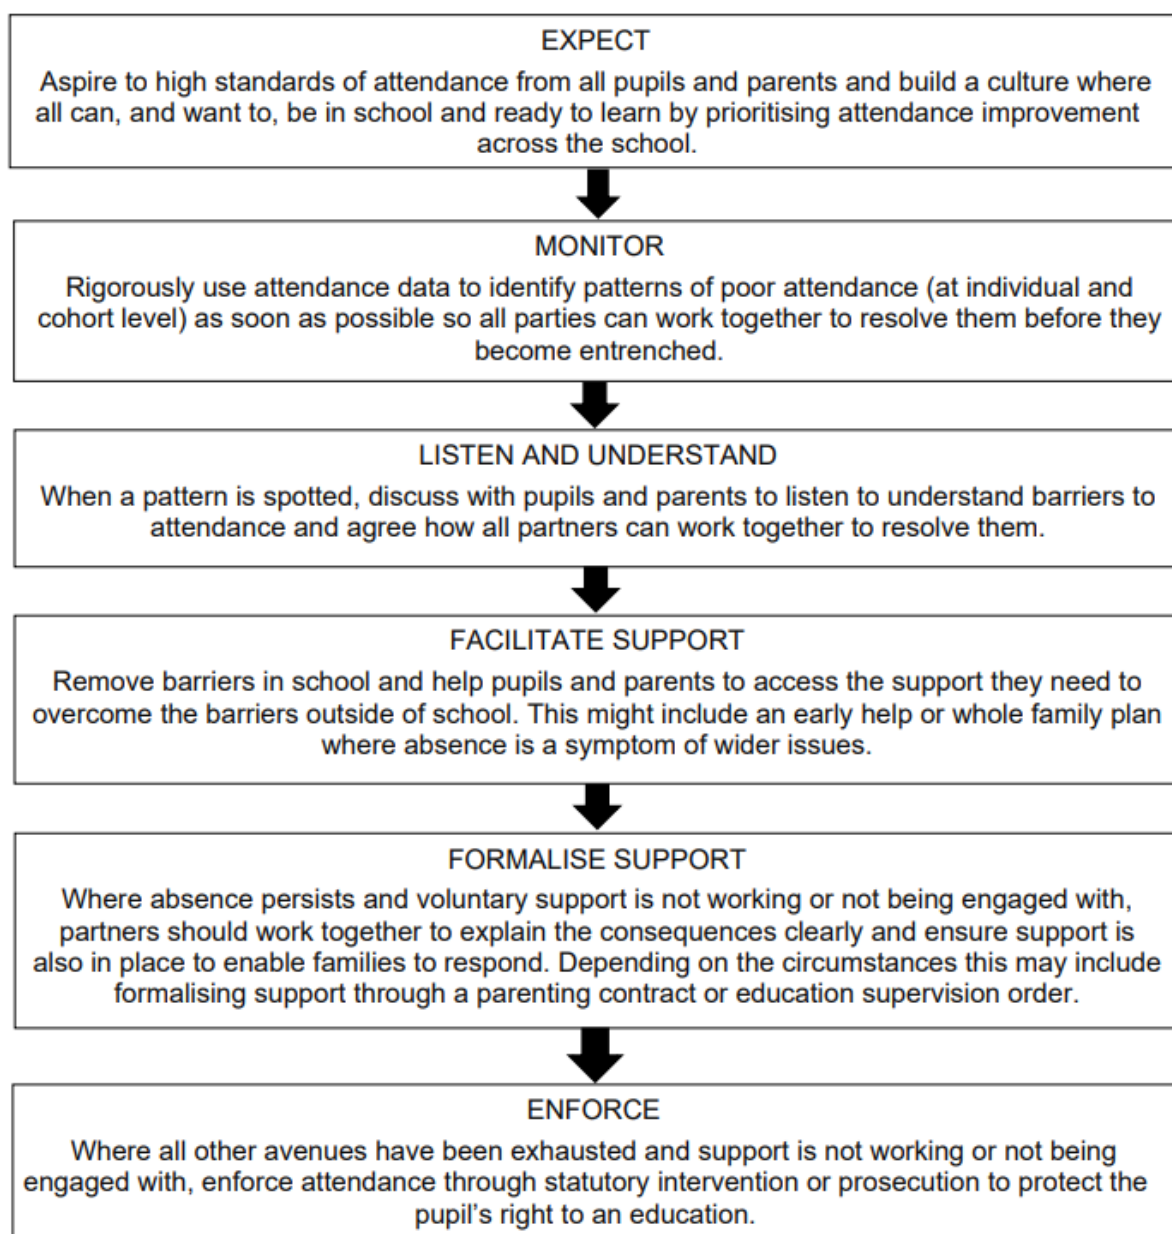 EXPECT
Aspire to high standards of attendance from all pupils and parents and build a culture where
all can, and want to, be in school and ready to learn by prioritising attendance improvement
across the school.
MONITOR
Rigorously use attendance data to identify patterns of poor attendance (at individual and
cohort level) as soon as possible so all parties can work together to resolve them before they
become entrenched.
LISTEN AND UNDERSTAND
When a pattern is spotted, discuss with pupils and parents to listen to understand barriers to
attendance and agree how all partners can work together to resolve them.
FACILITATE SUPPORT
Remove barriers in school and help pupils and parents to access the support they need to
overcome the barriers outside of school. This might include an early help or whole family plan
where absence is a symptom of wider issues.
FORMALISE SUPPORT
Where absence persists and voluntary support is not working or not being engaged with,
partners should work together to explain the consequences clearly and ensure support is
also in place to enable families to respond. Depending on the circumstances this may include
formalising support through a parenting contract or education supervision order.
ENFORCE
Where all other avenues have been exhausted and support is not working or not being
engaged with, enforce attendance through statutory intervention or prosecution to protect the
pupil's right to an education.